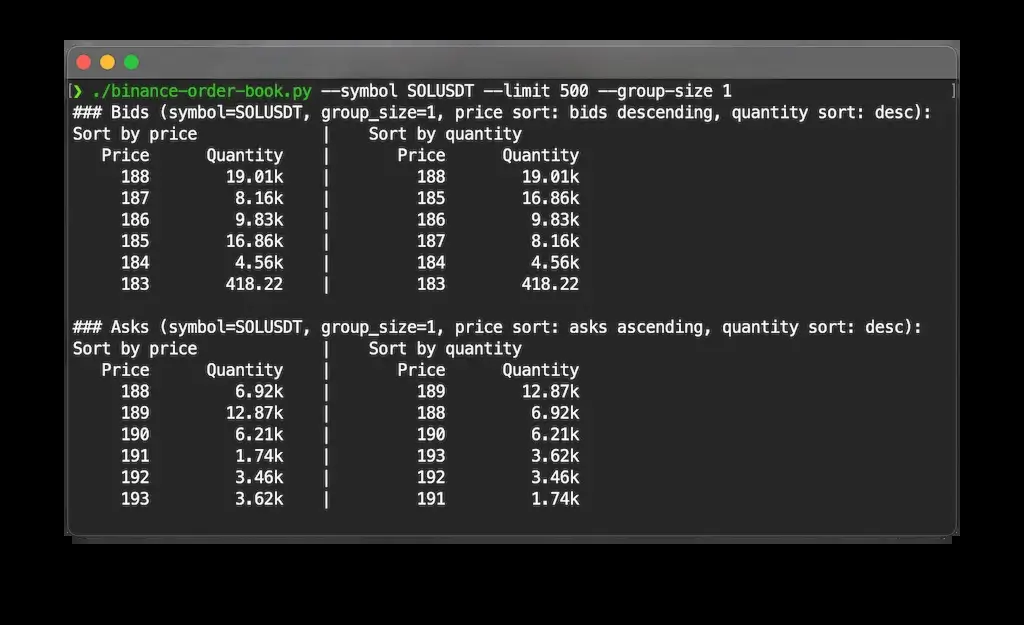 [❯ ./binance-order-book.py --symbol SOLUSDT --limit 500 --group-size 1 ]
### Bids (symbol=SOLUSDT, group_size=1, price sort: bids descending, quantity sort: desc):
Sort by price | Sort by quantity
Price Quantity | Price Quantity
188 19.01k | 188 19.01k
187 8.16k | 185 16.86k
186 9.83k | 186 9.83k
185 16.86k | 187 8.16k
184 4.56k | 184 4.56k
183 418.22 | 183 418.22
### Asks (symbol=SOLUSDT, group_size=1, price sort: asks ascending, quantity sort: desc):
Sort by price | Sort by quantity
Price Quantity | Price Quantity
188 6.92k | 189 12.87k
189 12.87k | 188 6.92k
190 6.21k | 190 6.21k
191 1.74k | 193 3.62k
192 3.46k | 192 3.46k
193 3.62k | 191 1.74k